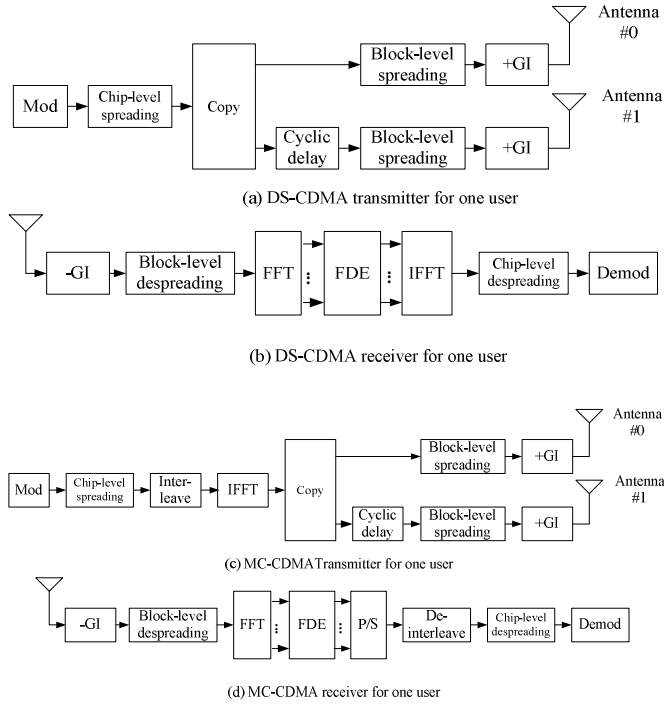 Antenna
#0
Block-level
spreading
+GI
Mod
Chip-level
spreading
Copy
Antenna
#1
Cyclic
delay
Block-level
spreading
+GI
(a) DS-CDMA transmitter for one user
-GI
Block-level
despreading
FFT
FDE
IFFT
Chip-level
despreading
Demod
(b) DS-CDMA receiver for one user
Antenna
#0
Block-level
spreading
+GI
Mod
Chip-level
spreading
Inter-
leave
IFFT
Copy
Antenna
#1
Cyclic
delay
Block-level
spreading
+GI
(c) MC-CDMATransmitter for one user
-GI
Block-level
despreading
FFT
FDE
P/S
De-
interleave
Chip-level
despreading
Demod
(d) MC-CDMA receiver for one user